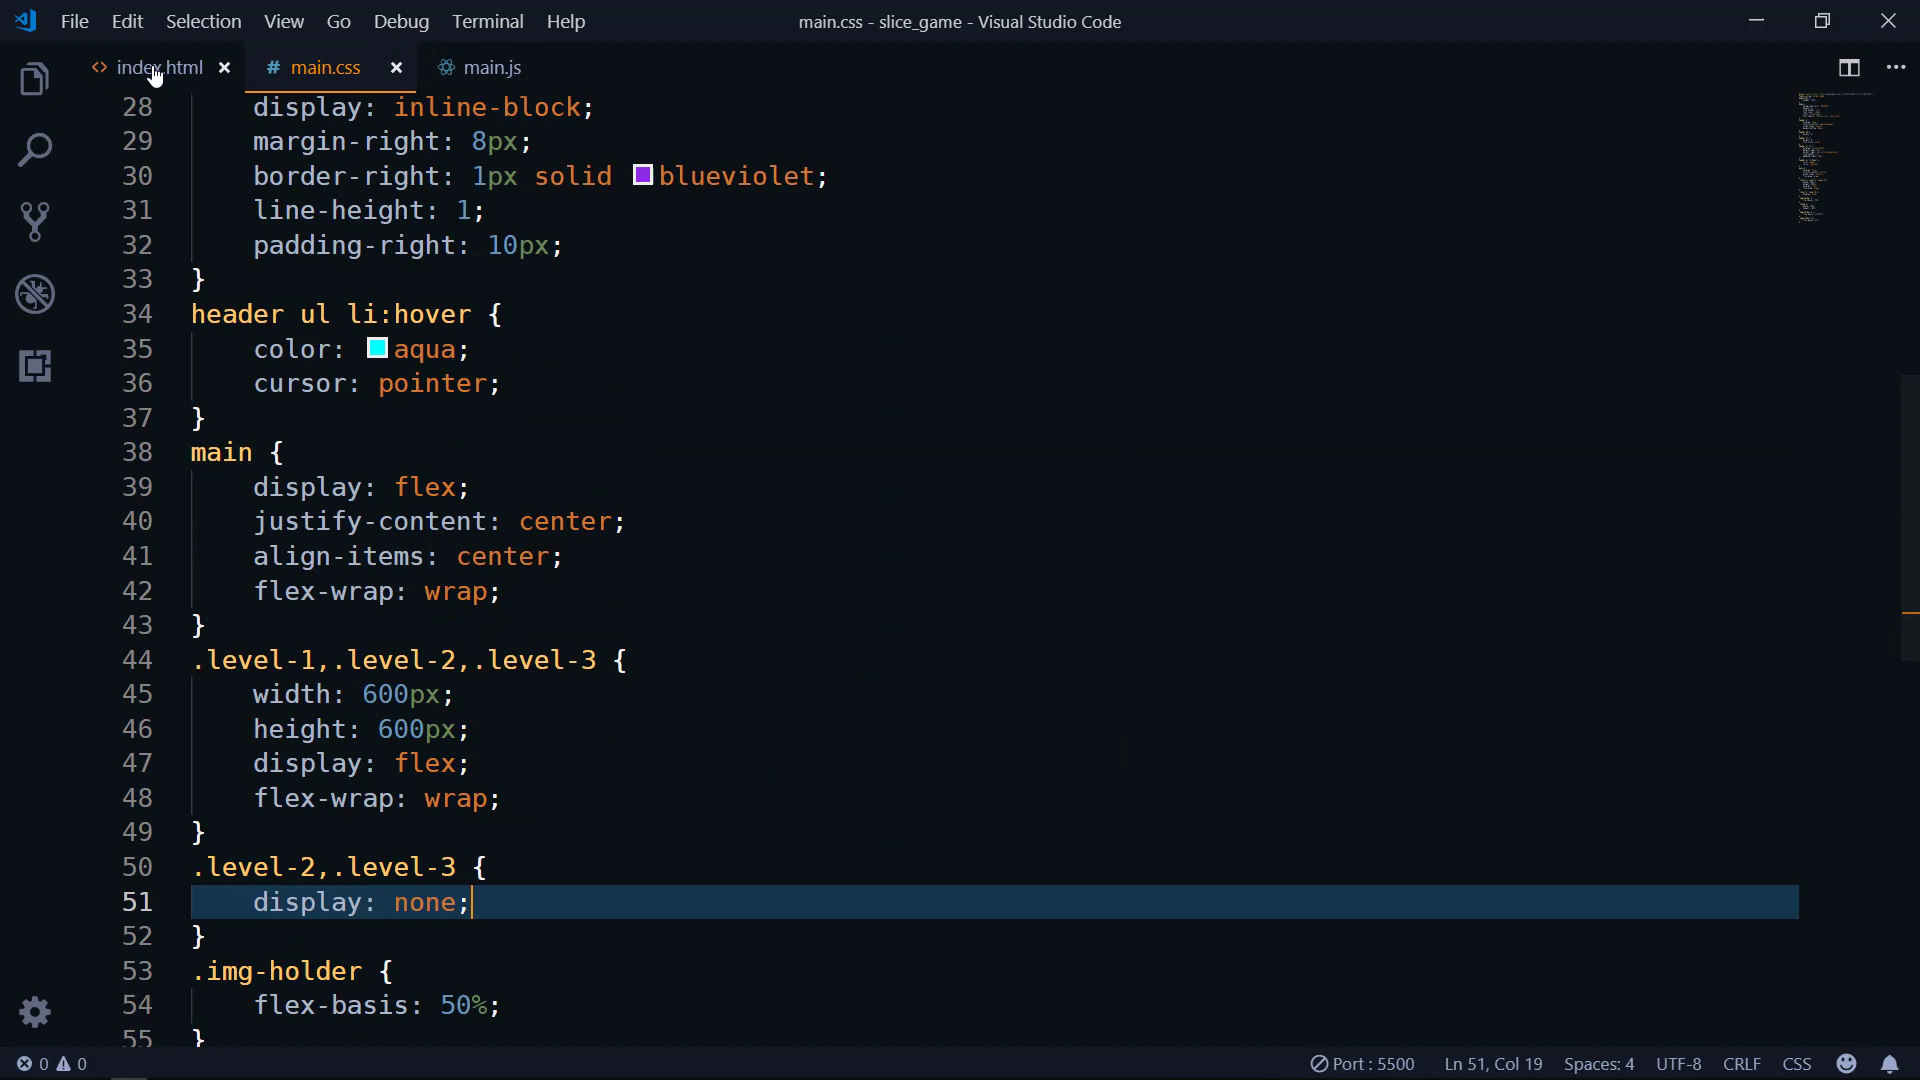 File Edit Selection View Go Debug Terminal Help main.css - slice_game - Visual Studio Code
<> index.html × # main.css × main.js
28 display: inline-block;
29 margin-right: 8px;
30 border-right: 1px solid blueviolet;
31 line-height: 1;
32 padding-right: 10px;
33 }
34 header ul li:hover {
35 color: aqua;
36 cursor: pointer;
37 }
38 main {
39 display: flex;
40 justify-content: center;
41 align-items: center;
42 flex-wrap: wrap;
43 }
44 .level-1,.level-2,.level-3 {
45 width: 600px;
46 height: 600px;
47 display: flex;
48 flex-wrap: wrap;
49 }
50 .level-2,.level-3 {
51 display: none;
52 }
53 .img-holder {
54 flex-basis: 50%;
55 }
0 0 Port : 5500 Ln 51, Col 19 Spaces: 4 UTF-8 CRLF CSS